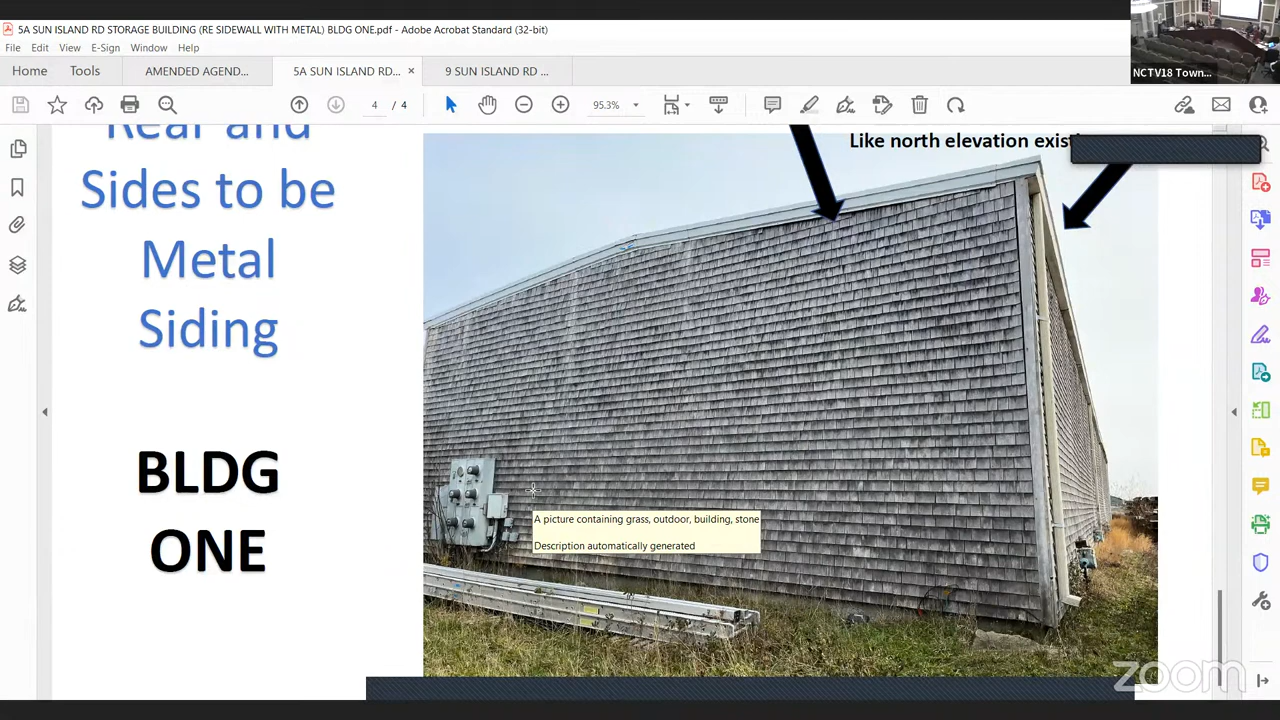 5A SUN ISLAND RD STORAGE BUILDING (RE SIDEWALL WITH METAL) BLDG ONE.pdf - Adobe Acrobat Standard (32-bit)
File Edit View E-Sign Window Help
NCTV18 Town...
Home Tools AMENDED AGEND... 5A SUN ISLAND RD... × 9 SUN ISLAND RD ...
4 / 4 95.3%
Rear and
Like north elevation exist
Sides to be
Metal
Siding
BLDG
ONE
A picture containing grass, outdoor, building, stone
Description automatically generated
zoom